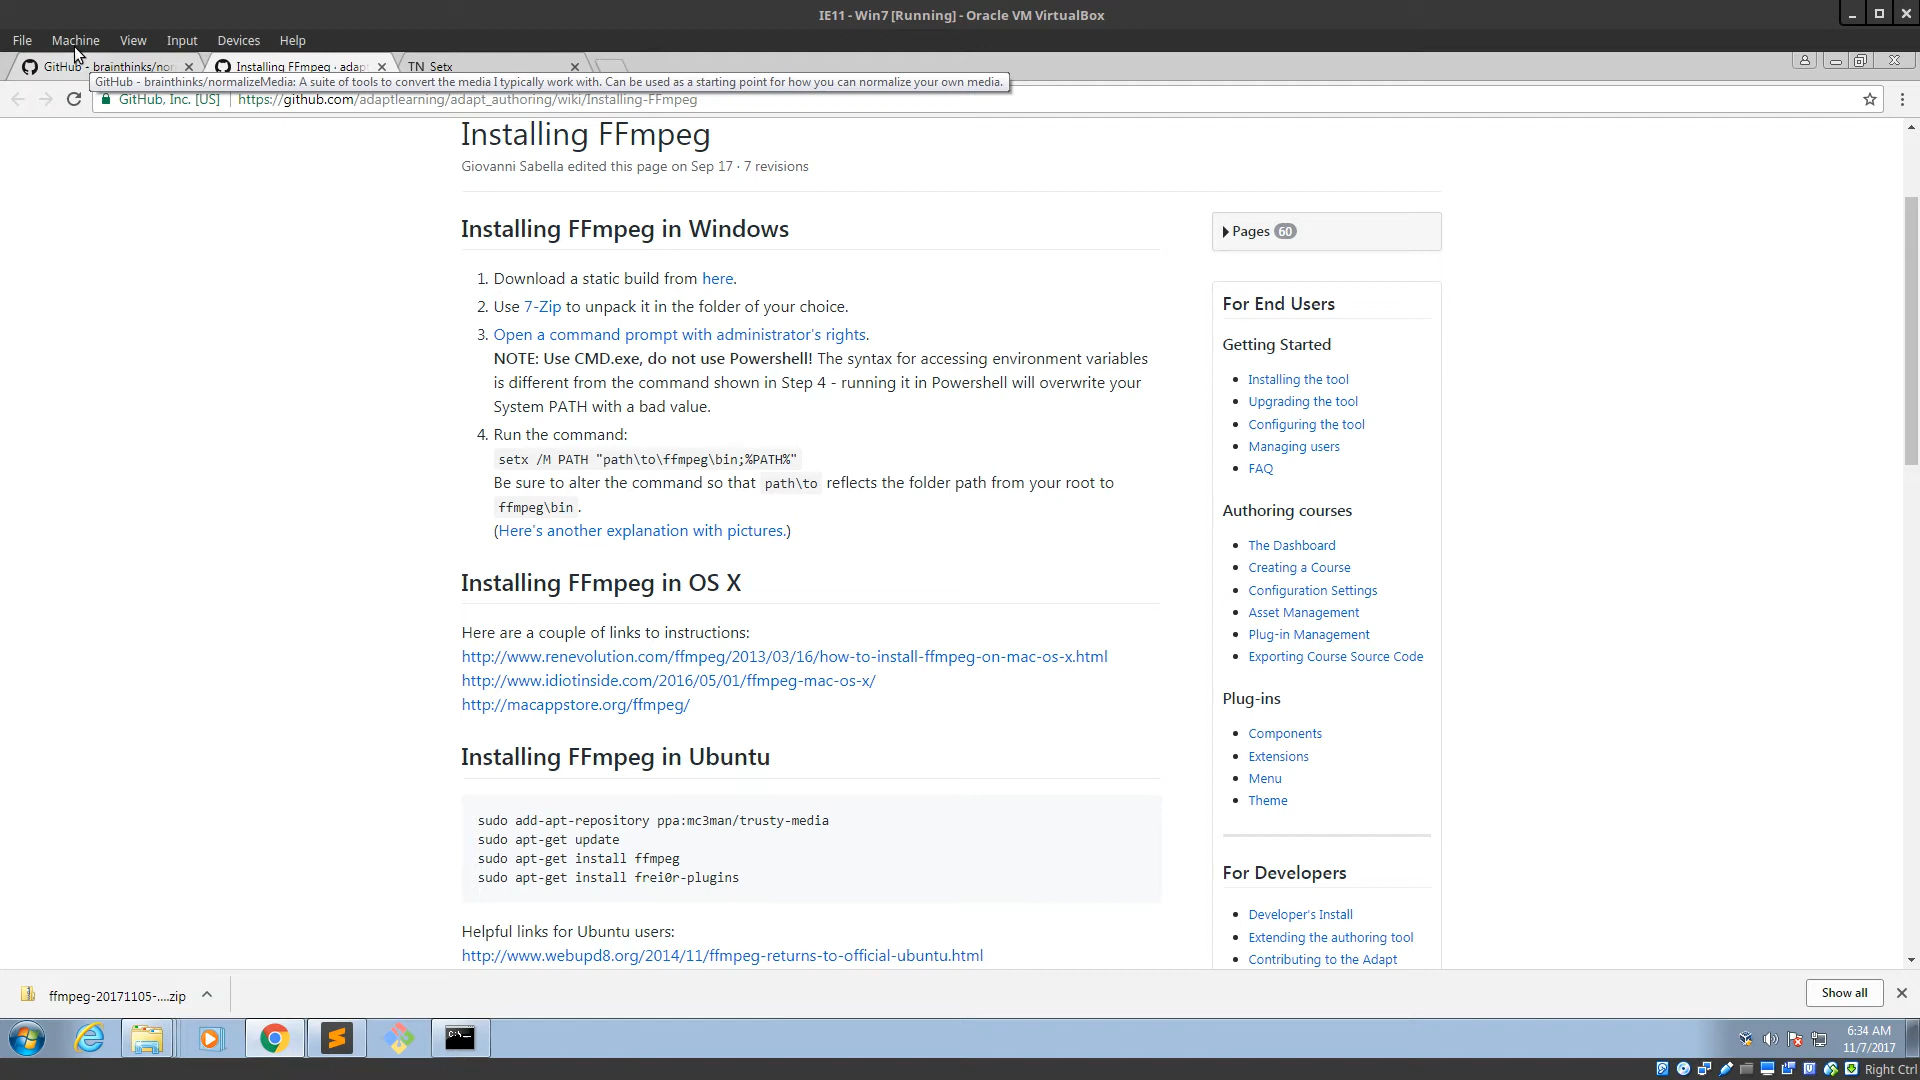 IE11 - Win7 [Running] - Oracle VM VirtualBox
File Machine View Input Devices Help
GitHub - brainthinks/nor Installing FFmpeg · adap TN Setx
GitHub - brainthinks/normalizeMedia: A suite of tools to convert the media I typically work with. Can be used as a starting point for how you can normalize your own media.
GitHub, Inc. [US] https://github.com/adaptlearning/adapt_authoring/wiki/Installing-FFmpeg
Installing FFmpeg
Giovanni Sabella edited this page on Sep 17 · 7 revisions
Installing FFmpeg in Windows
1. Download a static build from here.
2. Use 7-Zip to unpack it in the folder of your choice.
3. Open a command prompt with administrator's rights.
NOTE: Use CMD.exe, do not use Powershell! The syntax for accessing environment variables
is different from the command shown in Step 4 - running it in Powershell will overwrite your
System PATH with a bad value.
4. Run the command:
setx /M PATH "path\to\ffmpeg\bin;%PATH%"
Be sure to alter the command so that path\to reflects the folder path from your root to
ffmpeg\bin.
(Here's another explanation with pictures.)
Installing FFmpeg in OS X
Here are a couple of links to instructions:
http://www.renevolution.com/ffmpeg/2013/03/16/how-to-install-ffmpeg-on-mac-os-x.html
http://www.idiotinside.com/2016/05/01/ffmpeg-mac-os-x/
http://macappstore.org/ffmpeg/
Installing FFmpeg in Ubuntu
sudo add-apt-repository ppa:mc3man/trusty-media
sudo apt-get update
sudo apt-get install ffmpeg
sudo apt-get install frei0r-plugins
Helpful links for Ubuntu users:
http://www.webupd8.org/2014/11/ffmpeg-returns-to-official-ubuntu.html
Pages 60
For End Users
Getting Started
Installing the tool
Upgrading the tool
Configuring the tool
Managing users
FAQ
Authoring courses
The Dashboard
Creating a Course
Configuration Settings
Asset Management
Plug-in Management
Exporting Course Source Code
Plug-ins
Components
Extensions
Menu
Theme
For Developers
Developer's Install
Extending the authoring tool
Contributing to the Adapt
ffmpeg-20171105-....zip
Show all
C:\
6:34 AM
11/7/2017
Right Ctrl